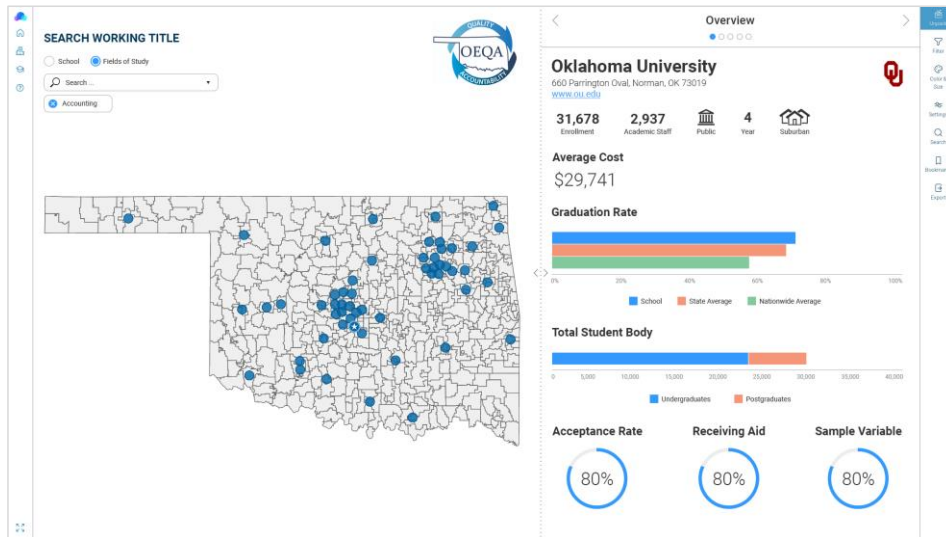 SEARCH WORKING TITLE
School
Fields of Study
Search ...
Accounting
QUALITY
OEQA
ACCOUNTABILITY
Overview
Oklahoma University
660 Parrington Oval, Norman, OK 73019
www.ou.edu
31,678 2,937 4
Enrollment Academic Staff Public Year Suburban
Average Cost
$29,741
Graduation Rate
0% 20% 40% 60% 80% 100%
School State Average Nationwide Average
Total Student Body
0 5,000 10,000 15,000 20,000 25,000 30,000 35,000 40,000
Undergraduates Postgraduates
Acceptance Rate Receiving Aid Sample Variable
80% 80% 80%
Filter
Color &
Size
Settings
Search
Export